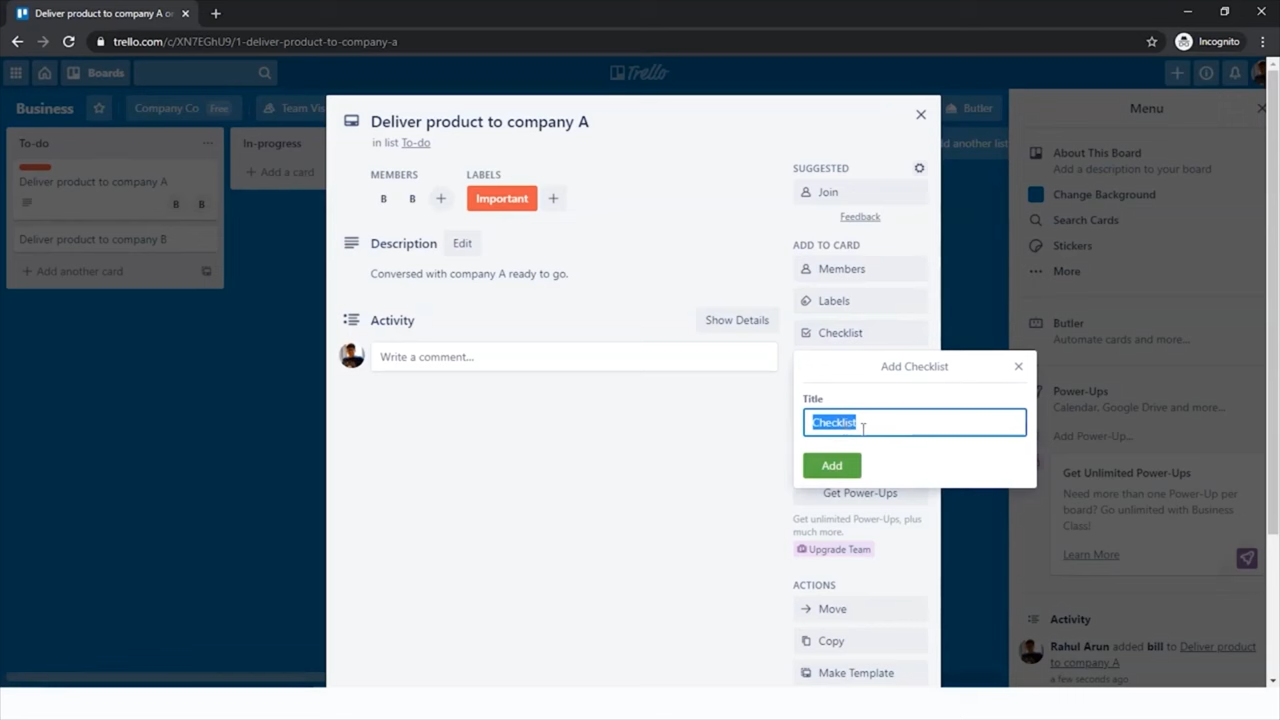 Deliver product to company A or
trello.com/c/XN7EGhU9/1-deliver-product-to-company-a
Incognito
Boards
Trello
Business
Company Co
Free
Team Vis
Butler
To-do
Deliver product to company A
B B
Deliver product to company B
+ Add another card
In-progress
+ Add a card
Deliver product to company A
in list To-do
MEMBERS
B B
LABELS
Important
Description
Edit
Conversed with company A ready to go.
Activity
Show Details
Write a comment...
SUGGESTED
Join
Feedback
ADD TO CARD
Members
Labels
Checklist
Add Checklist
Title
Checklist
Add
Get Power-Ups
Get unlimited Power-Ups, plus
much more.
Upgrade Team
ACTIONS
Move
Copy
Make Template
another list
Menu
About This Board
Add a description to your board
Change Background
Search Cards
Stickers
More
Butler
Automate cards and more...
Power-Ups
Calendar. Google Drive and more...
Add Power-Up...
Get Unlimited Power-Ups
Need more than one Power-Up per
board? Go unlimited with Business
Class!
Learn More
Activity
Rahul Arun added bill to Deliver product
to company A
a few seconds ago